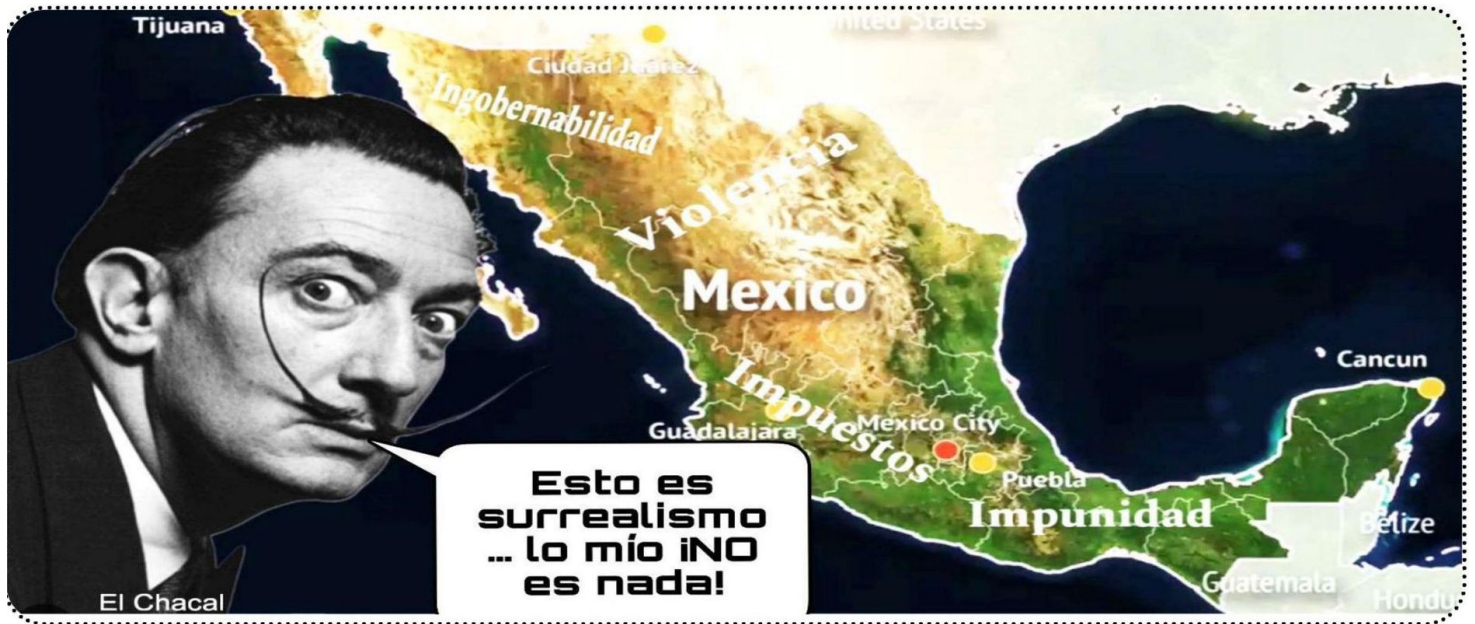 Tijuana
United States
Ciudad Juárez
Ingobernabilidad
Violencia
Mexico
Cancun
Impuestos
Guadalajara
Mexico City
Puebla
Impunidad
Belize
Guatemala
Hondu
Esto es
surrealismo
... lo mío ¡NO
es nada!
El Chacal